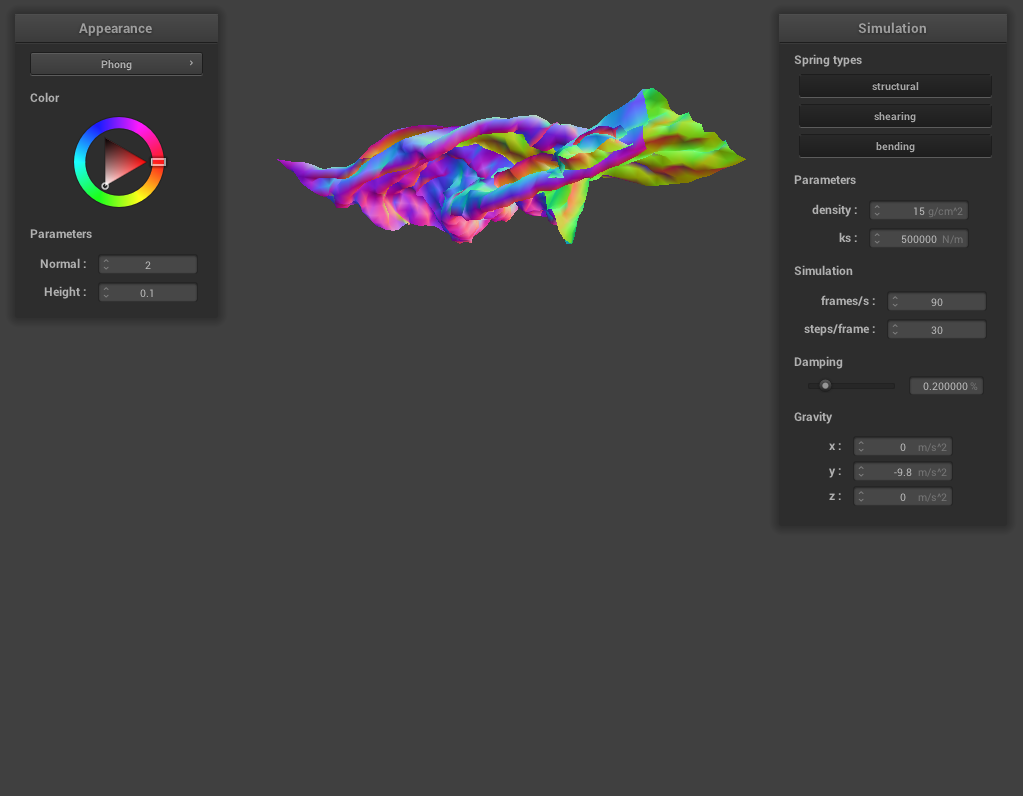 Appearance
Phong
Color
Parameters
Normal : 2
Height : 0.1
Simulation
Spring types
structural
shearing
bending
Parameters
density : 15 g/cm^2
ks : 500000 N/m
Simulation
frames/s : 90
steps/frame : 30
Damping
0.200000 %
Gravity
x : 0 m/s^2
y : -9.8 m/s^2
z : 0 m/s^2